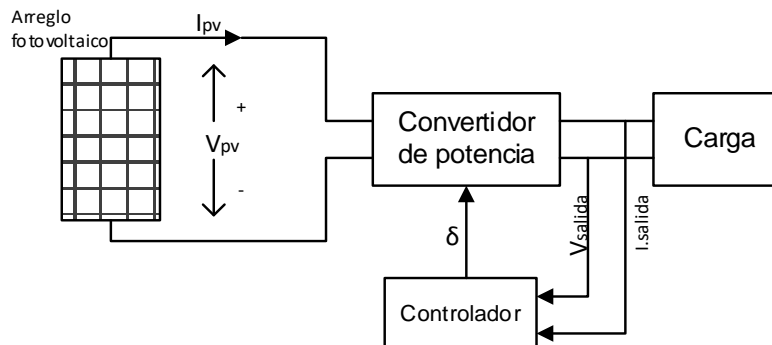 Arreglo
fotovoltaico
Ipv
+
Vpv
-
Convertidor
de potencia
Carga
δ
Vsalida
I.salida
Controlador